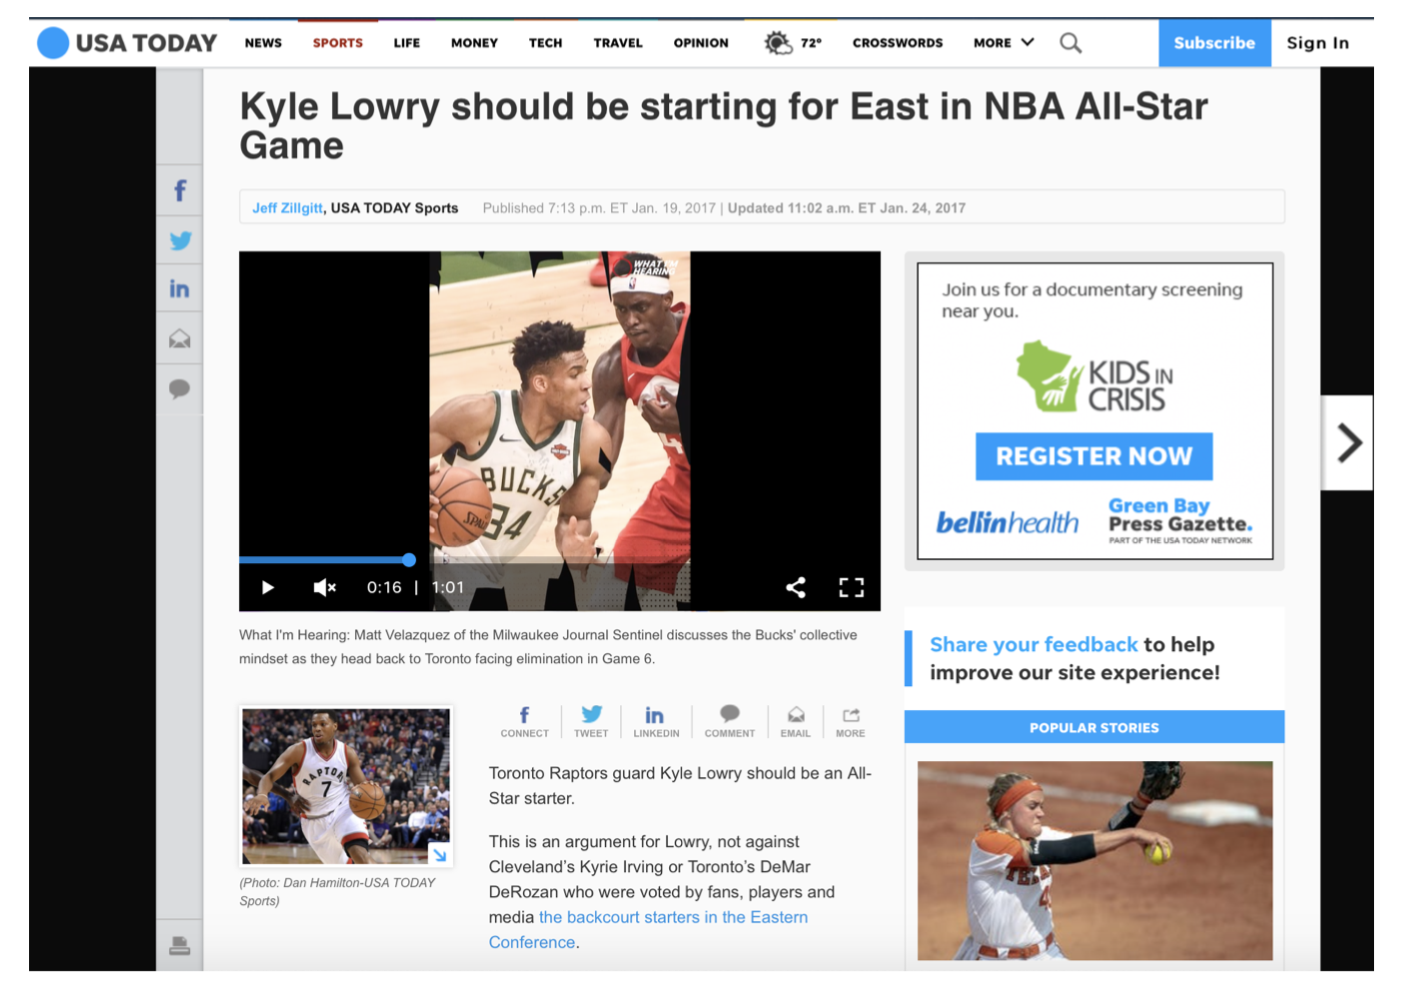 USA TODAY
NEWS
SPORTS
LIFE
MONEY
TECH
TRAVEL
OPINION
72°
CROSSWORDS
MORE
Subscribe
Sign In
Kyle Lowry should be starting for East in NBA All-Star
Game
Jeff Zillgitt, USA TODAY Sports Published 7:13 p.m. ET Jan. 19, 2017 | Updated 11:02 a.m. ET Jan. 24, 2017
WHAT I'M
HEARING
BUCKS
34
0:16 | 1:01
What I'm Hearing: Matt Velazquez of the Milwaukee Journal Sentinel discusses the Bucks' collective
mindset as they head back to Toronto facing elimination in Game 6.
7
(Photo: Dan Hamilton-USA TODAY
Sports)
f
CONNECT
TWEET
in
LINKEDIN
COMMENT
EMAIL
MORE
Toronto Raptors guard Kyle Lowry should be an All-
Star starter.
This is an argument for Lowry, not against
Cleveland’s Kyrie Irving or Toronto’s DeMar
DeRozan who were voted by fans, players and
media the backcourt starters in the Eastern
Conference.
f
in
Join us for a documentary screening
near you.
KIDS IN
CRISIS
REGISTER NOW
bellinhealth
Green Bay
Press Gazette.
PART OF THE USA TODAY NETWORK
Share your feedback to help
improve our site experience!
POPULAR STORIES